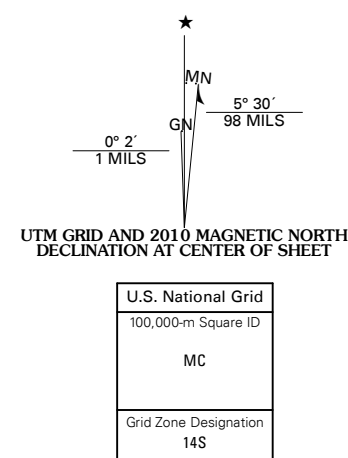 ★
MN
5° 30´
GN
98 MILS
0° 2´
1 MILS
UTM GRID AND 2010 MAGNETIC NORTH
DECLINATION AT CENTER OF SHEET
U.S. National Grid
100,000-m Square ID
MC
Grid Zone Designation
14S